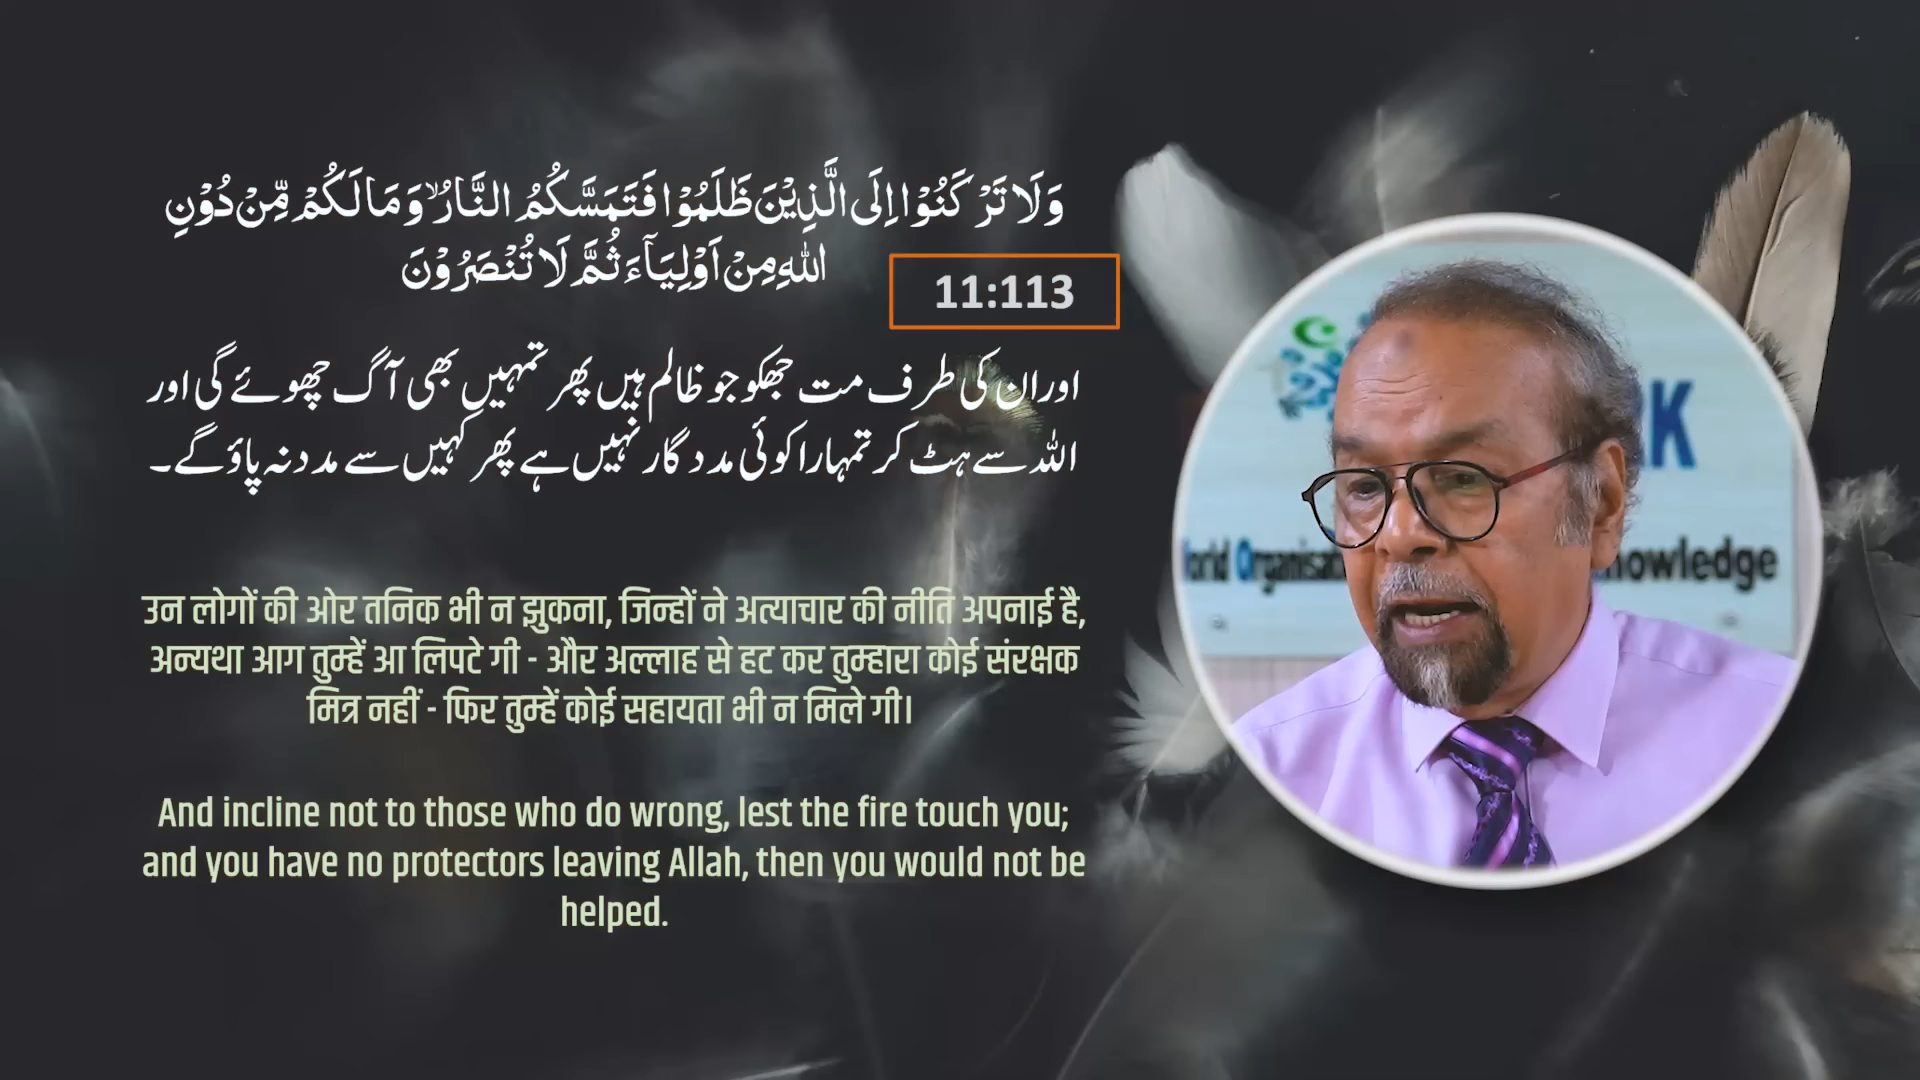 وَلَا تَرْكَنُوْۤا اِلَى الَّذِيْنَ ظَلَمُوْا فَتَمَسَّكُمُ النَّارُ ۙ وَمَا لَكُمْ مِّنْ دُوْنِ
اللّٰهِ مِنْ اَوْلِيَآءَ ثُمَّ لَا تُنْصَرُوْنَ
11:113
اور ان کی طرف مت جھکو جو ظالم ہیں پھر تمہیں بھی آگ چھوئے گی اور
اللہ سے ہٹ کر تمہارا کوئی مددگار نہیں ہے پھر کہیں سے مدد نہ پاؤ گے۔
उन लोगों की ओर तनिक भी न झुकना, जिन्हों ने अत्याचार की नीति अपनाई है,
अन्यथा आग तुम्हें आ लिपटे गी - और अल्लाह से हट कर तुम्हारा कोई संरक्षक
मित्र नहीं - फिर तुम्हें कोई सहायता भी न मिले गी।
And incline not to those who do wrong, lest the fire touch you;
and you have no protectors leaving Allah, then you would not be
helped.